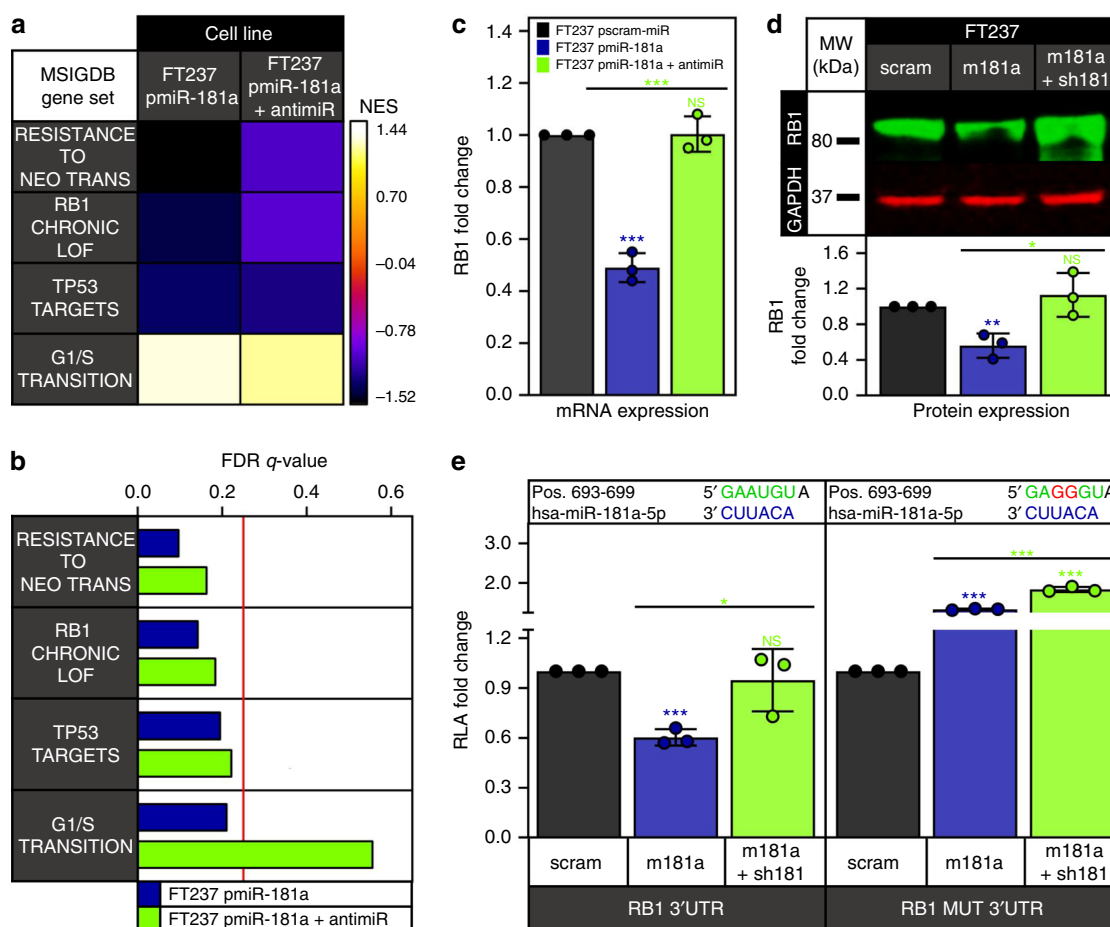 a
Cell line
MSIGDB
gene set
FT237
pmiR-181a
FT237
pmiR-181a
+ antimiR
NES
RESISTANCE
TO
NEO TRANS
RB1
CHRONIC
LOF
TP53
TARGETS
G1/S
TRANSITION
1.44
0.70
−0.04
−0.78
−1.52
b
FDR q-value
0.0
0.2
0.4
0.6
RESISTANCE
TO
NEO TRANS
RB1
CHRONIC
LOF
TP53
TARGETS
G1/S
TRANSITION
FT237 pmiR-181a
FT237 pmiR-181a + antimiR
c
FT237 pscram-miR
FT237 pmiR-181a
FT237 pmiR-181a + antimiR
RB1 fold change
1.4
1.2
1.0
0.8
0.6
0.4
0.2
0.0
***
***
NS
mRNA expression
d
MW
(kDa)
FT237
scram
m181a
m181a
+ sh181
RB1
80
GAPDH
37
RB1
fold change
1.6
1.2
0.8
0.4
0.0
**
*
NS
Protein expression
e
Pos. 693-699
5′ GAAUGUA
hsa-miR-181a-5p
3′ CUUACA
Pos. 693-699
5′ GAGGGUA
hsa-miR-181a-5p
3′ CUUACA
RLA fold change
3.0
2.0
1.2
0.9
0.6
0.3
0.0
***
*
NS
***
***
***
scram
m181a
m181a
+ sh181
scram
m181a
m181a
+ sh181
RB1 3′UTR
RB1 MUT 3′UTR